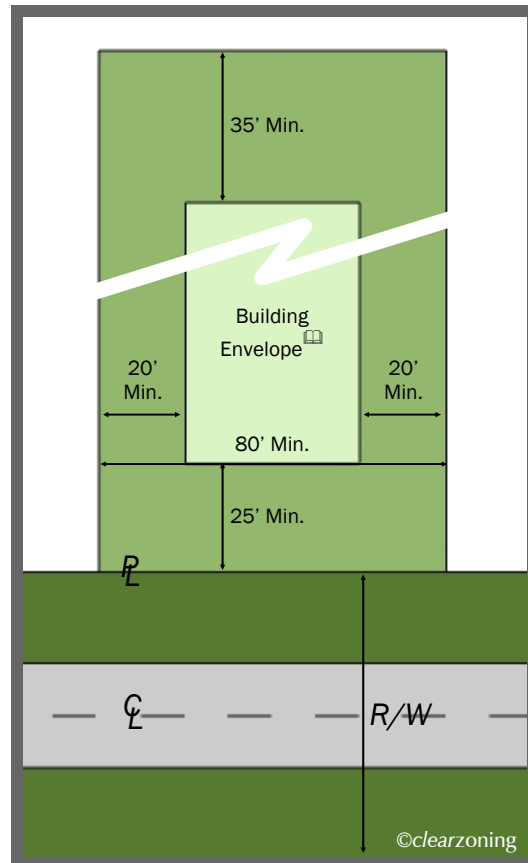 35’ Min.
Building
Envelope
20’
Min.
20’
Min.
80’ Min.
25’ Min.
PL
CL
R/W
©clearzoning